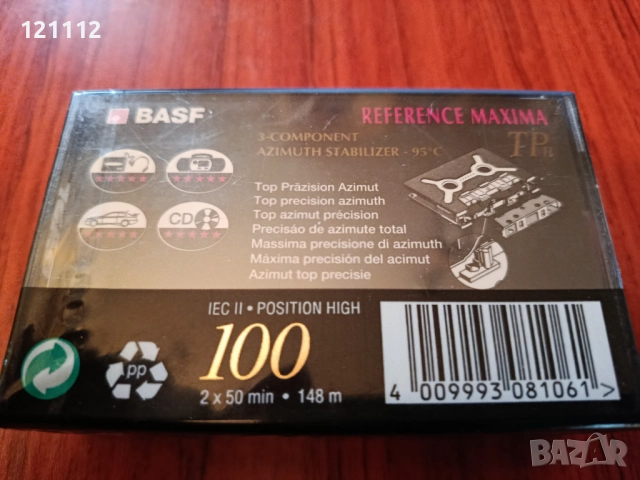 121112
BASF
REFERENCE MAXIMA
3-COMPONENT
AZIMUTH STABILIZER - 95°C
TP II
CD
Top Präzision Azimut
Top precision azimuth
Top azimut précision
Precisáo de azimute total
Massima precisione di azimuth
Máxima precisión del acimut
Azimut top precisie
IEC II • POSITION HIGH
100
2 x 50 min • 148 m
PP
4 009993 081061 >
BAZAR